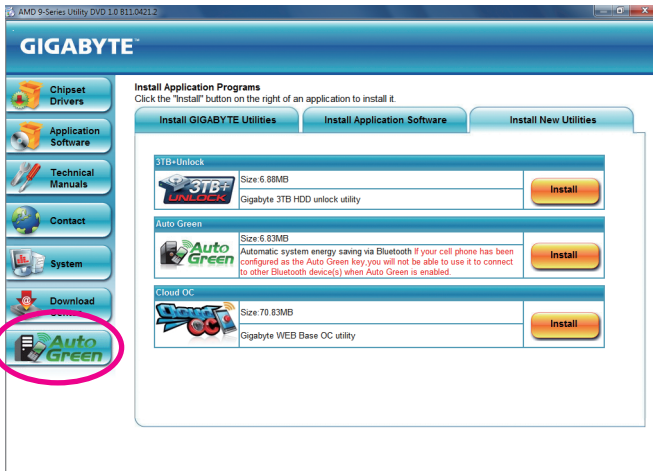 AMD 9-Series Utility DVD 1.0 B11.0421.2
GIGABYTE™
Chipset
Drivers
Application
Software
Technical
Manuals
Contact
System
Download
Center
Auto
Green
Install Application Programs
Click the "Install" button on the right of an application to install it.
Install GIGABYTE Utilities
Install Application Software
Install New Utilities
3TB+Unlock
3TB+
UNLOCK
Size:6.88MB
Gigabyte 3TB HDD unlock utility
Install
Auto Green
Auto
Green
Size:6.83MB
Automatic system energy saving via Bluetooth If your cell phone has been
configured as the Auto Green key,you will not be able to use it to connect
to other Bluetooth device(s) when Auto Green is enabled.
Install
Cloud OC
Cloud
OC
Size:70.83MB
Gigabyte WEB Base OC utility
Install